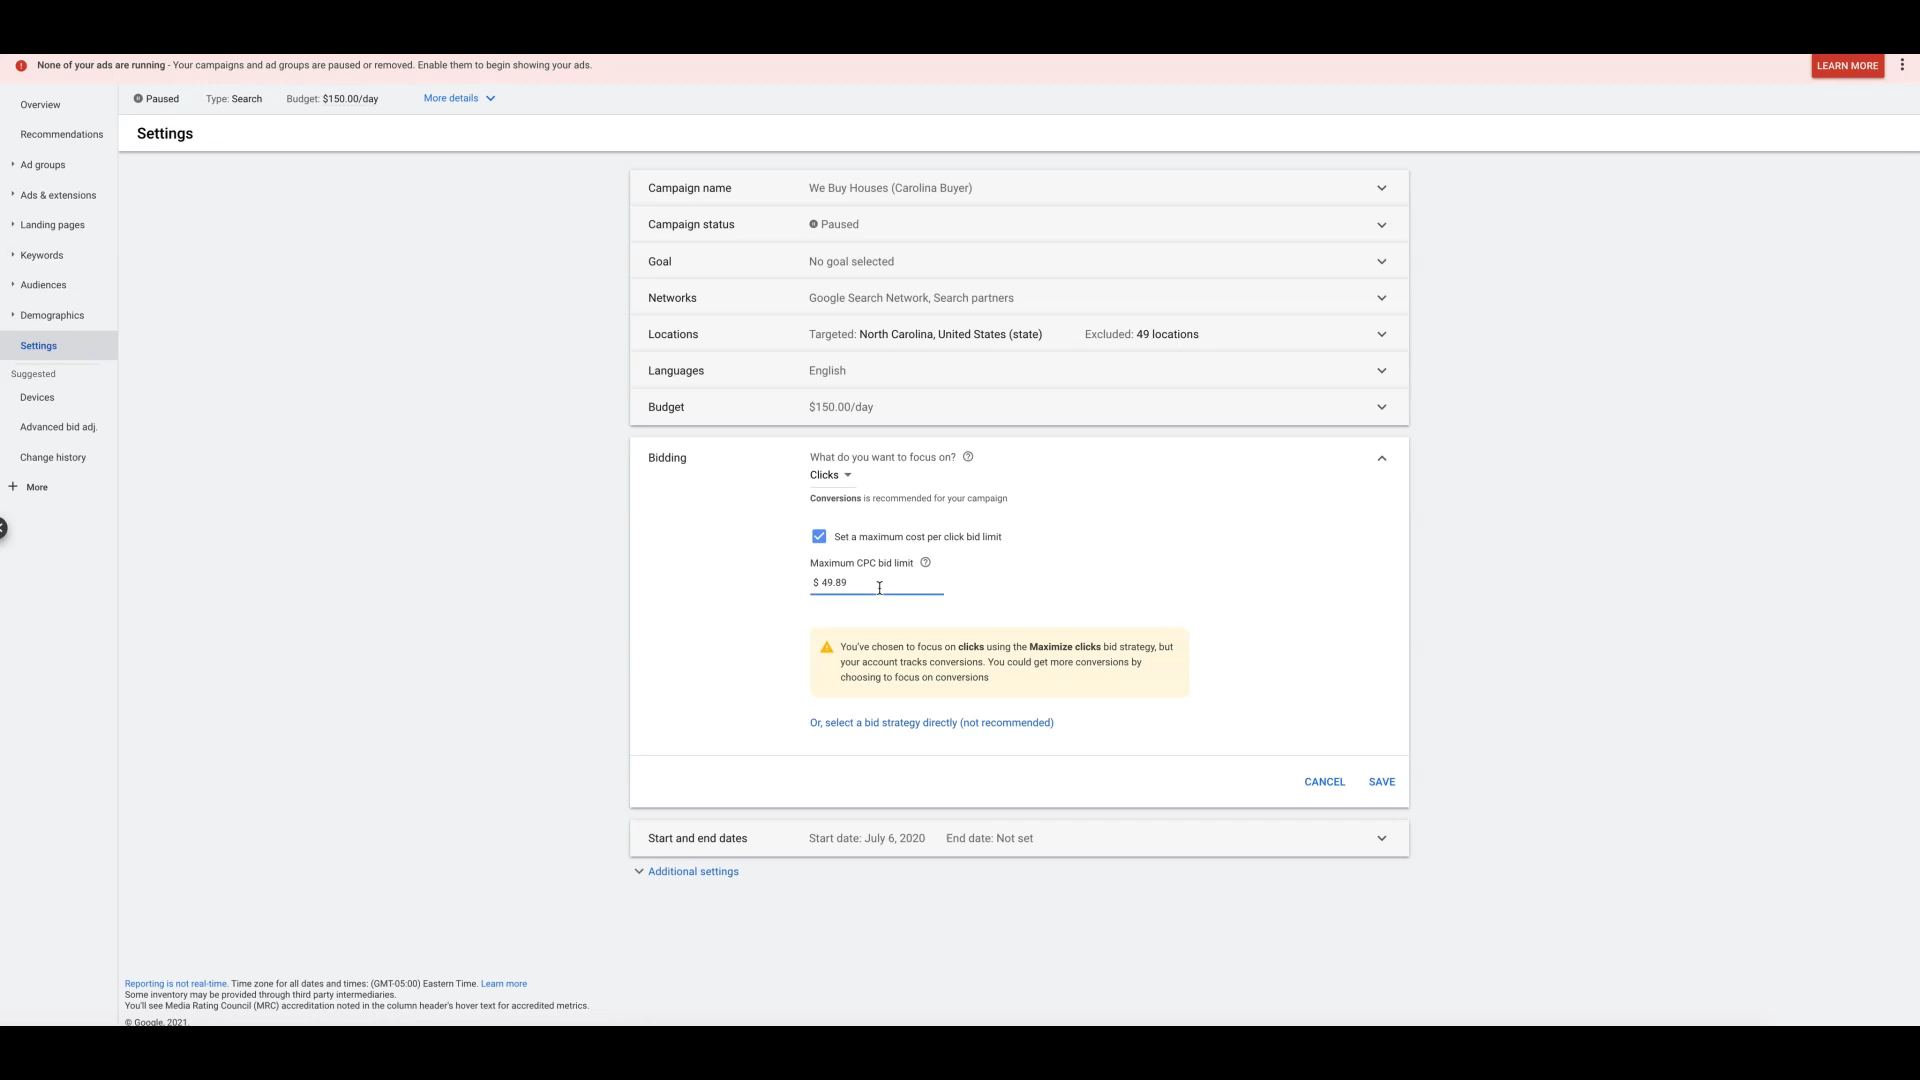 None of your ads are running - Your campaigns and ad groups are paused or removed. Enable them to begin showing your ads.
LEARN MORE
Overview
Recommendations
Ad groups
Ads & extensions
Landing pages
Keywords
Audiences
Demographics
Settings
Suggested
Devices
Advanced bid adj.
Change history
More
Paused Type: Search Budget: $150.00/day More details
Settings
Campaign name We Buy Houses (Carolina Buyer)
Campaign status Paused
Goal No goal selected
Networks Google Search Network, Search partners
Locations Targeted: North Carolina, United States (state) Excluded: 49 locations
Languages English
Budget $150.00/day
Bidding What do you want to focus on?
Clicks
Conversions is recommended for your campaign
Set a maximum cost per click bid limit
Maximum CPC bid limit
$ 49.89
You've chosen to focus on clicks using the Maximize clicks bid strategy, but
your account tracks conversions. You could get more conversions by
choosing to focus on conversions
Or, select a bid strategy directly (not recommended)
CANCEL SAVE
Start and end dates Start date: July 6, 2020 End date: Not set
Additional settings
Reporting is not real-time. Time zone for all dates and times: (GMT-05:00) Eastern Time. Learn more
Some inventory may be provided through third party intermediaries.
You'll see Media Rating Council (MRC) accreditation noted in the column header's hover text for accredited metrics.
© Google, 2021.